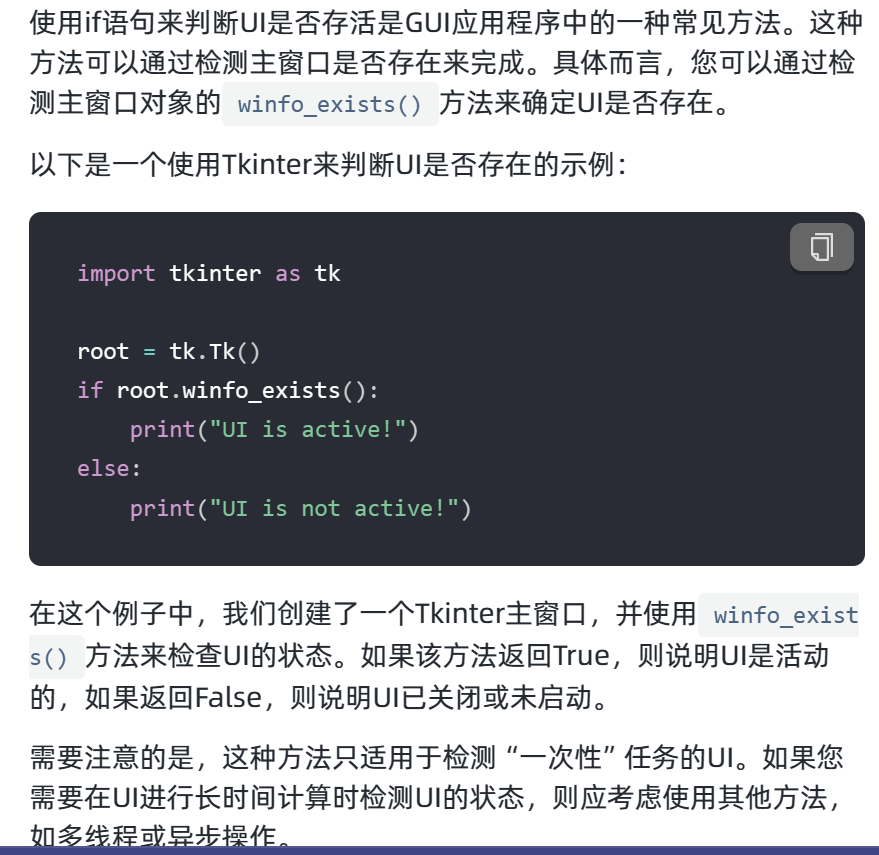 使用if语句来判断UI是否存活是GUI应用程序中的一种常见方法。这种
方法可以通过检测主窗口是否存在来完成。具体而言，您可以通过检
测主窗口对象的 winfo_exists() 方法来确定UI是否存在。
以下是一个使用Tkinter来判断UI是否存在的示例：
import tkinter as tk
root = tk.Tk()
if root.winfo_exists():
    print("UI is active!")
else:
    print("UI is not active!")
在这个例子中，我们创建了一个Tkinter主窗口，并使用 winfo_exist
s() 方法来检查UI的状态。如果该方法返回True，则说明UI是活动
的，如果返回False，则说明UI已关闭或未启动。
需要注意的是，这种方法只适用于检测“一次性”任务的UI。如果您
需要在UI进行长时间计算时检测UI的状态，则应考虑使用其他方法，
如多线程或异步操作。